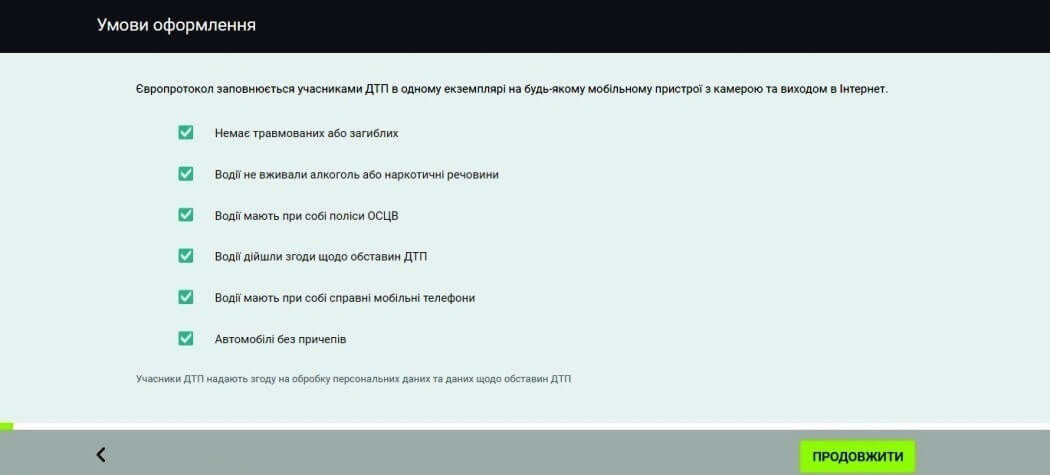 Умови оформлення
Європротокол заповнюється учасниками ДТП в одному екземплярі на будь-якому мобільному пристрої з камерою та виходом в Інтернет.
Немає травмованих або загиблих
Водії не вживали алкоголь або наркотичні речовини
Водії мають при собі поліси ОСЦВ
Водії дійшли згоди щодо обставин ДТП
Водії мають при собі справні мобільні телефони
Автомобілі без причепів
Учасники ДТП надають згоду на обробку персональних даних та даних щодо обставин ДТП
ПРОДОВЖИТИ